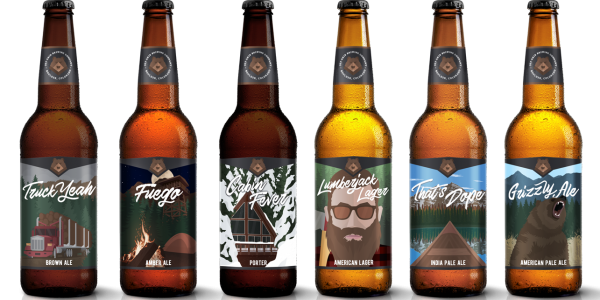 Truck Yeah
BROWN ALE
Fuego
AMBER ALE
Cabin
Fever
PORTER
Lumberjack
Lager
AMERICAN LAGER
That's
Dope
INDIA PALE ALE
Grizzly Ale
AMERICAN PALE ALE